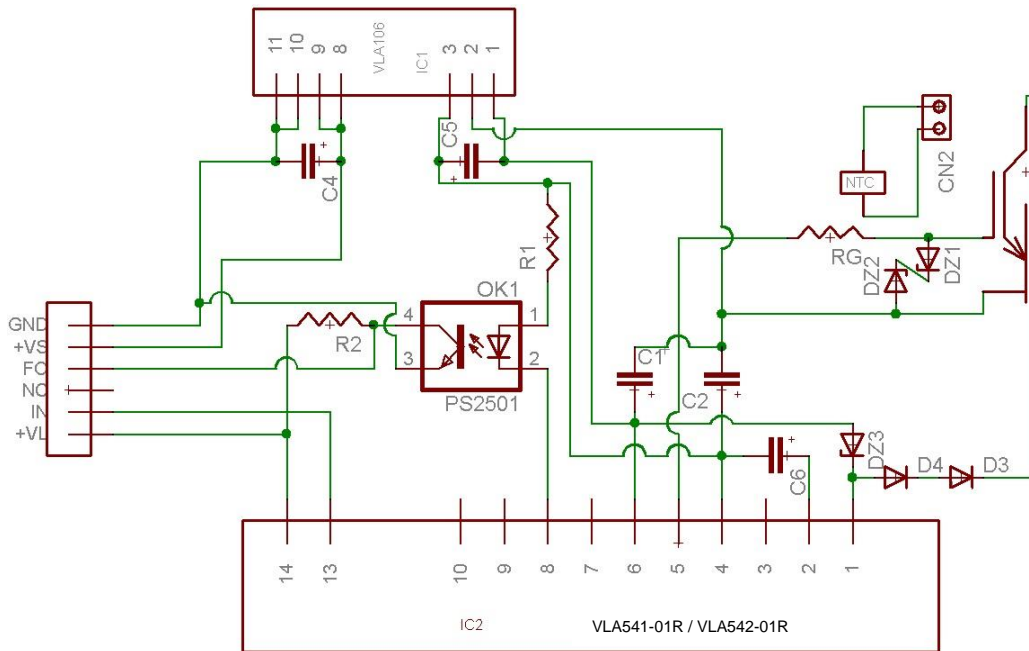 11 10 9 8 VLA106 IC1 3 2 1
C4
C5
NTC
CN2
R1
RG
DZ2
DZ1
OK1
GND
+VS
FO
NC
IN
+VL
R2
4
3
1
2
PS2501
C1
C2
C6
DZ3
D4
D3
14 13 10 9 8 7 6 5 4 3 2 1
IC2 VLA541-01R / VLA542-01R